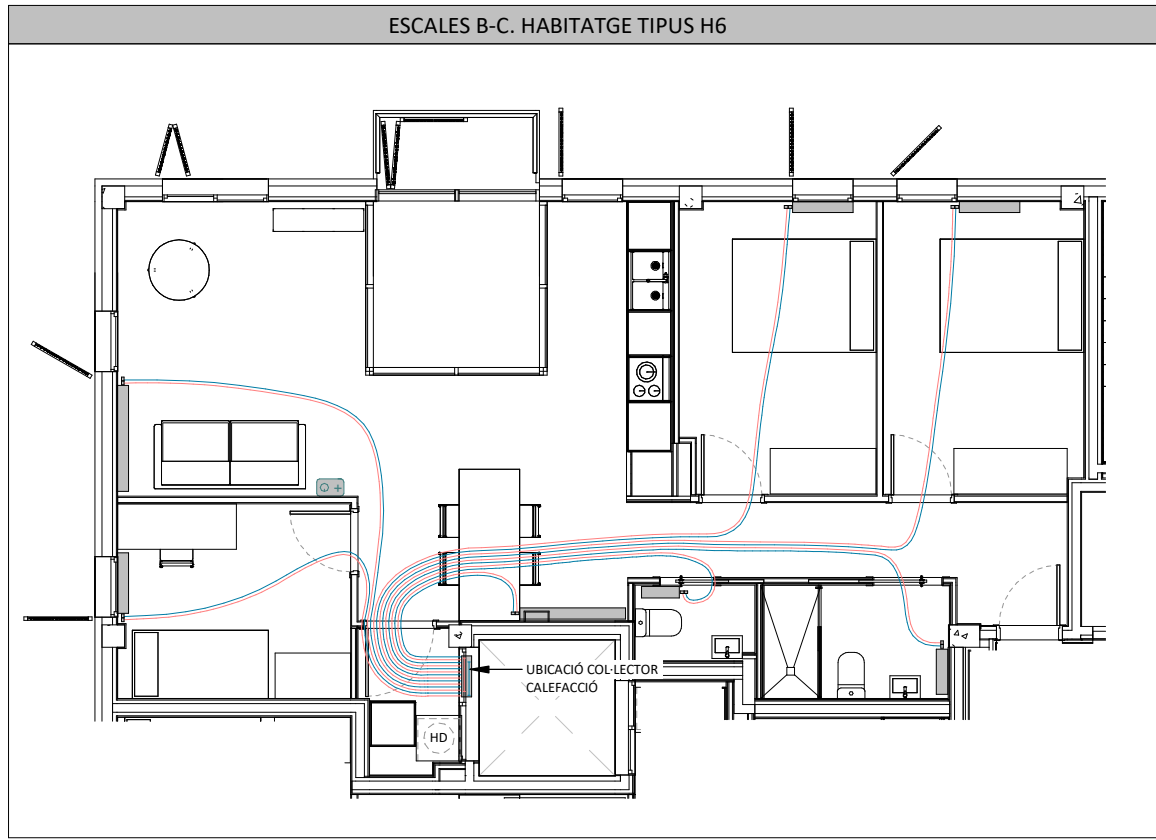 ESCALES B-C. HABITATGE TIPUS H6
UBICACIÓ COL·LECTOR
CALEFACCIÓ
HD